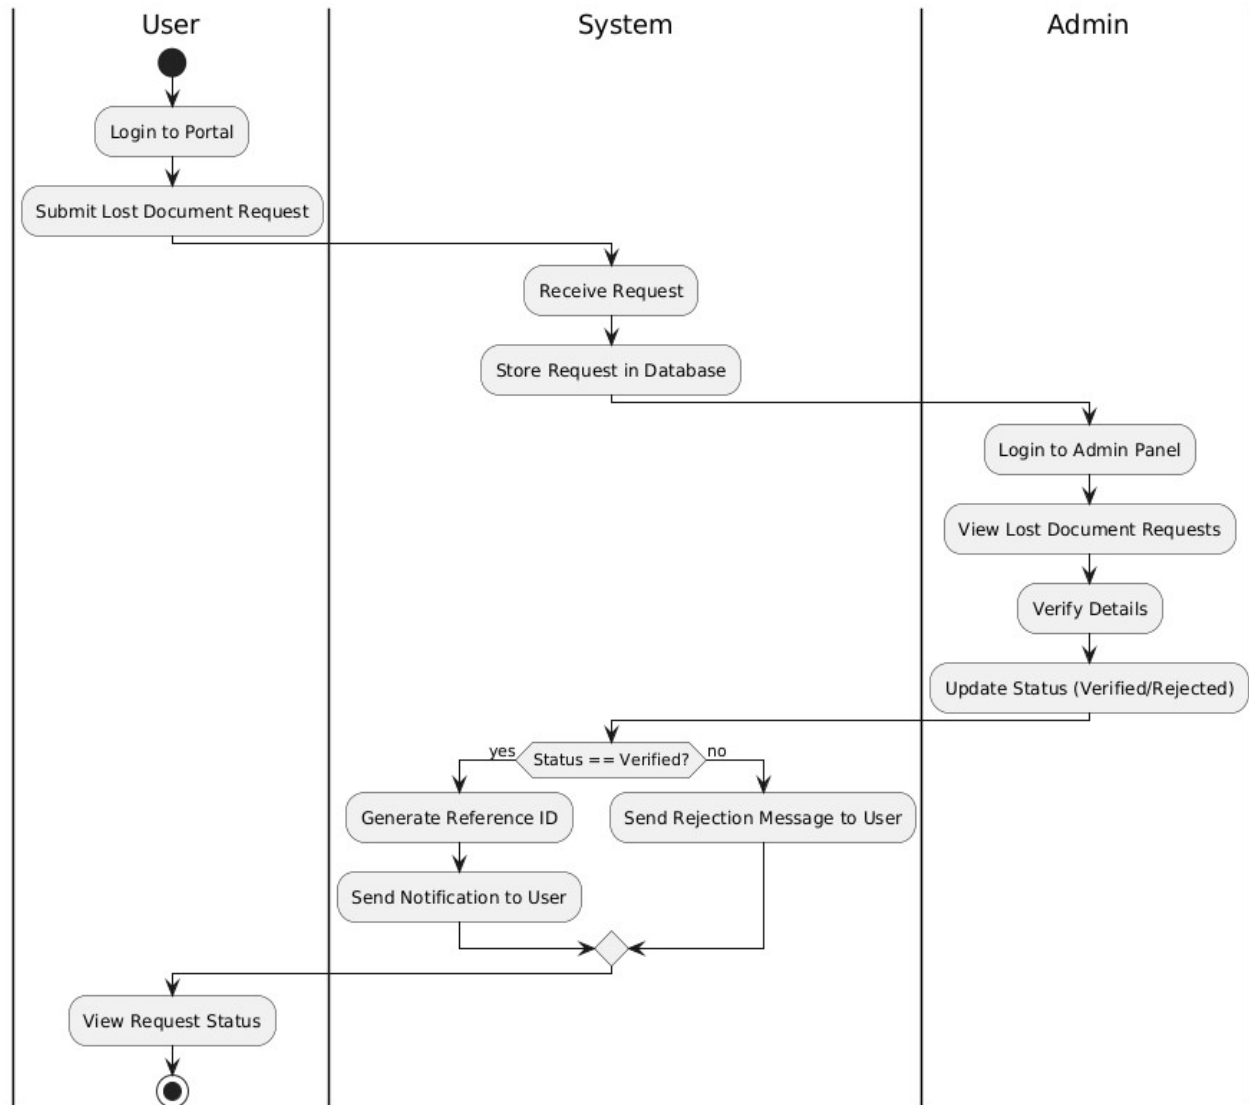 User
System
Admin
Login to Portal
Submit Lost Document Request
Receive Request
Store Request in Database
Login to Admin Panel
View Lost Document Requests
Verify Details
Update Status (Verified/Rejected)
yes
Status == Verified?
no
Generate Reference ID
Send Rejection Message to User
Send Notification to User
View Request Status